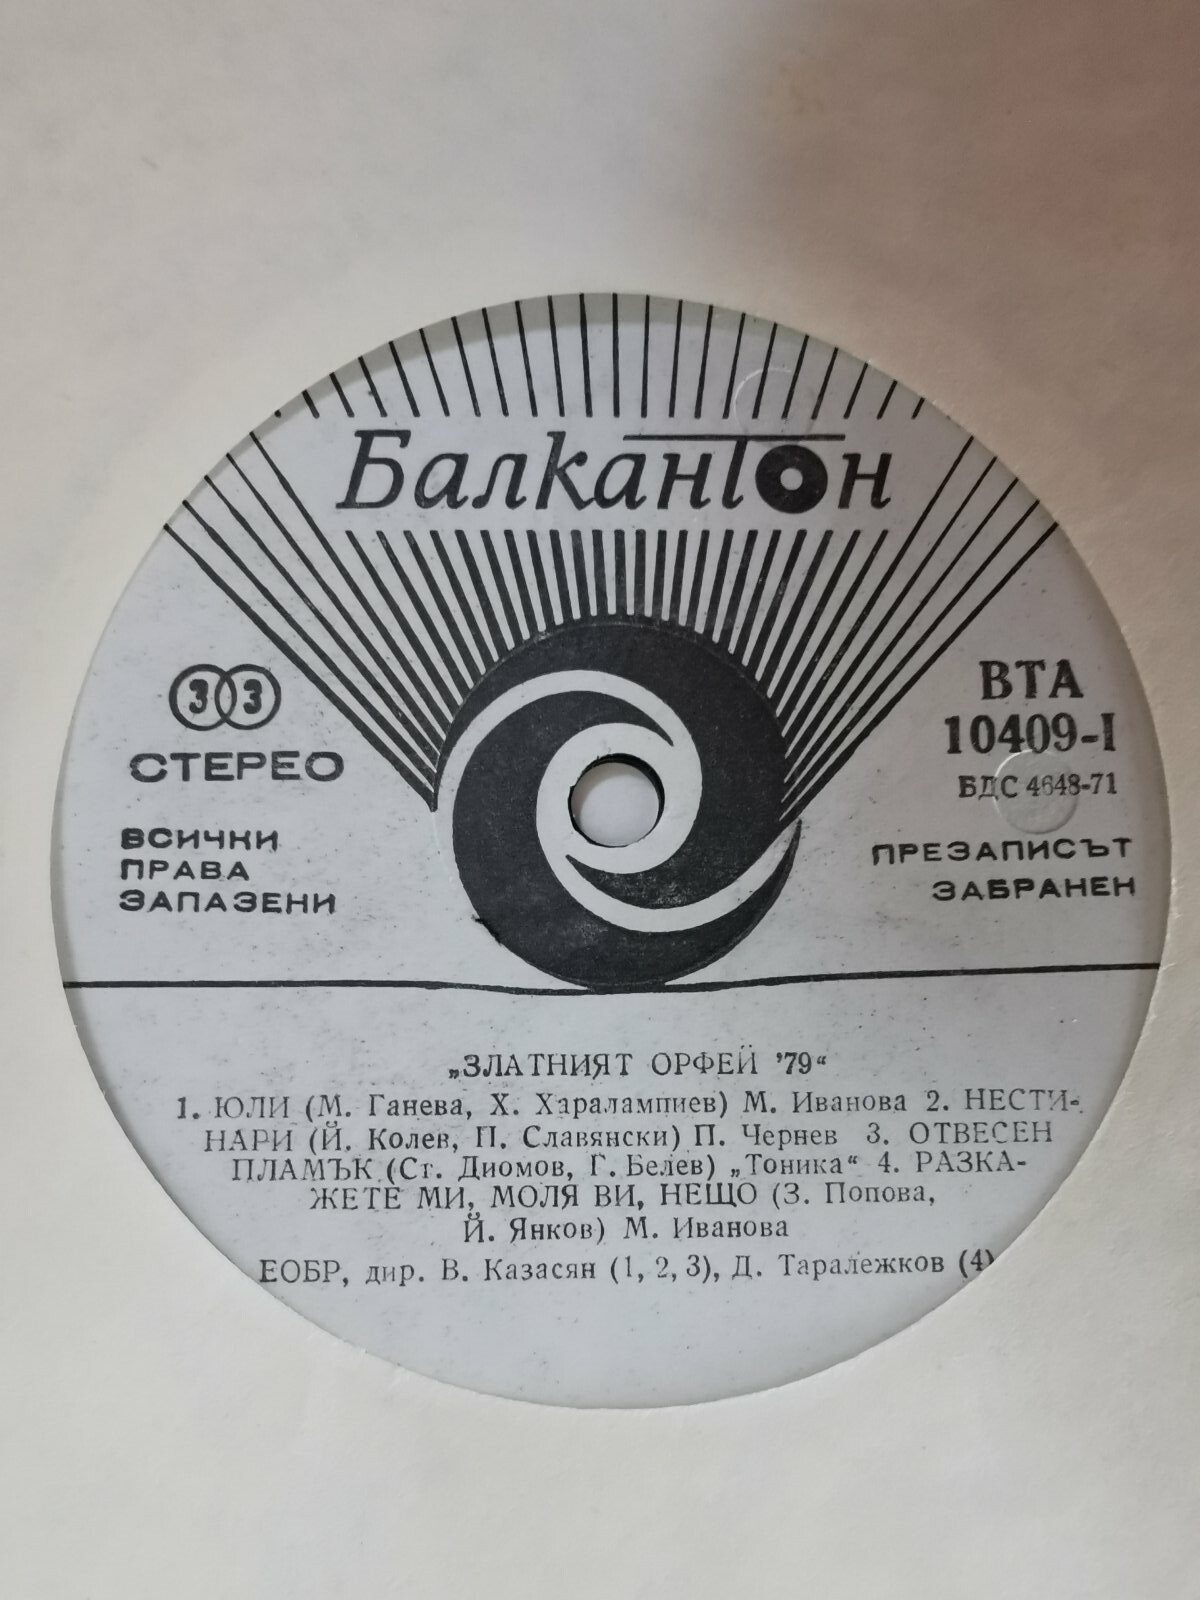 БалканТон
33
СТЕРЕО
ВСИЧКИ
ПРАВА
ЗАПАЗЕНИ
ВТА
10409-I
БДС 4648-71
ПРЕЗАПИСЪТ
ЗАБРАНЕН
„ЗЛАТНИЯТ ОРФЕЙ '79“
1. ЮЛИ (М. Ганева, Х. Харалампиев) М. Иванова 2. НЕСТИ-
НАРИ (Й. Колев, П. Славянски) П. Чернев 3. ОТВЕСЕН
ПЛАМЪК (Ст. Диомов, Г. Белев) „Тоника“ 4. РАЗКА-
ЖЕТЕ МИ, МОЛЯ ВИ, НЕЩО (З. Попова,
Й. Янков) М. Иванова
ЕОБР, дир. В. Казасян (1, 2, 3), Д. Таралежков (4)